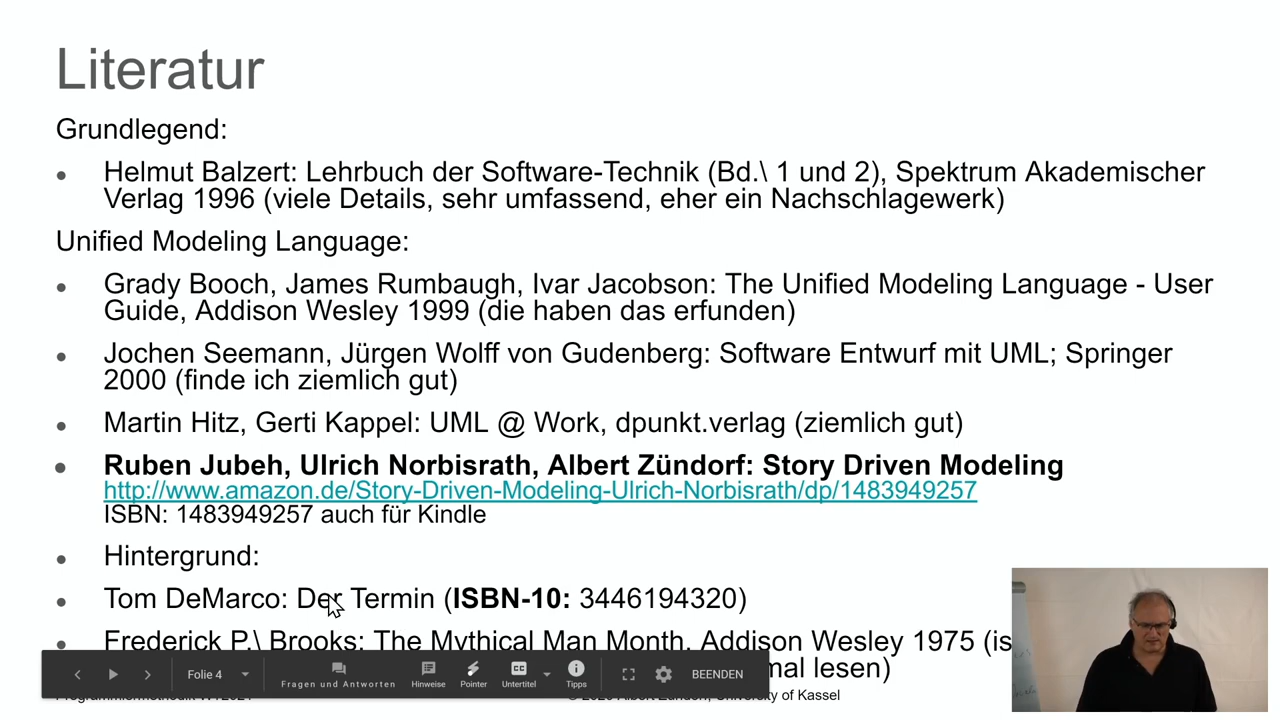 Literatur
Grundlegend:
Helmut Balzert: Lehrbuch der Software-Technik (Bd.\ 1 und 2), Spektrum Akademischer
Verlag 1996 (viele Details, sehr umfassend, eher ein Nachschlagewerk)
Unified Modeling Language:
Grady Booch, James Rumbaugh, Ivar Jacobson: The Unified Modeling Language - User
Guide, Addison Wesley 1999 (die haben das erfunden)
Jochen Seemann, Jürgen Wolff von Gudenberg: Software Entwurf mit UML; Springer
2000 (finde ich ziemlich gut)
Martin Hitz, Gerti Kappel: UML @ Work, dpunkt.verlag (ziemlich gut)
Ruben Jubeh, Ulrich Norbisrath, Albert Zündorf: Story Driven Modeling
http://www.amazon.de/Story-Driven-Modeling-Ulrich-Norbisrath/dp/1483949257
ISBN: 1483949257 auch für Kindle
Hintergrund:
Tom DeMarco: Der Termin (ISBN-10: 3446194320)
Frederick P.\ Brooks: The Mythical Man Month, Addison Wesley 1975 (is
mal lesen)
Folie 4
Fragen und Antworten
Hinweise
Pointer
Untertitel
Tipps
BEENDEN
University of Kassel